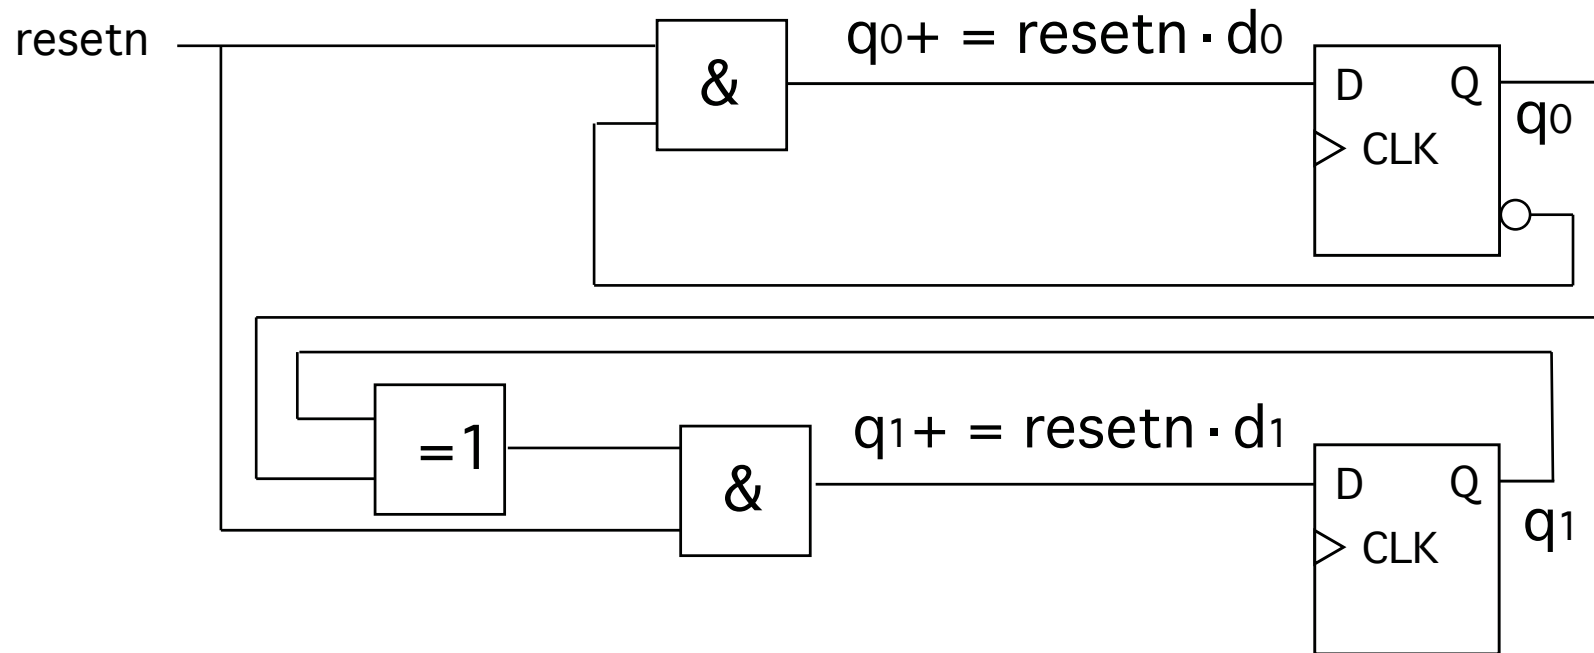 resetn
&
q0+ = resetn · d0
D Q
q0
CLK
=1
&
q1+ = resetn · d1
D Q
q1
CLK